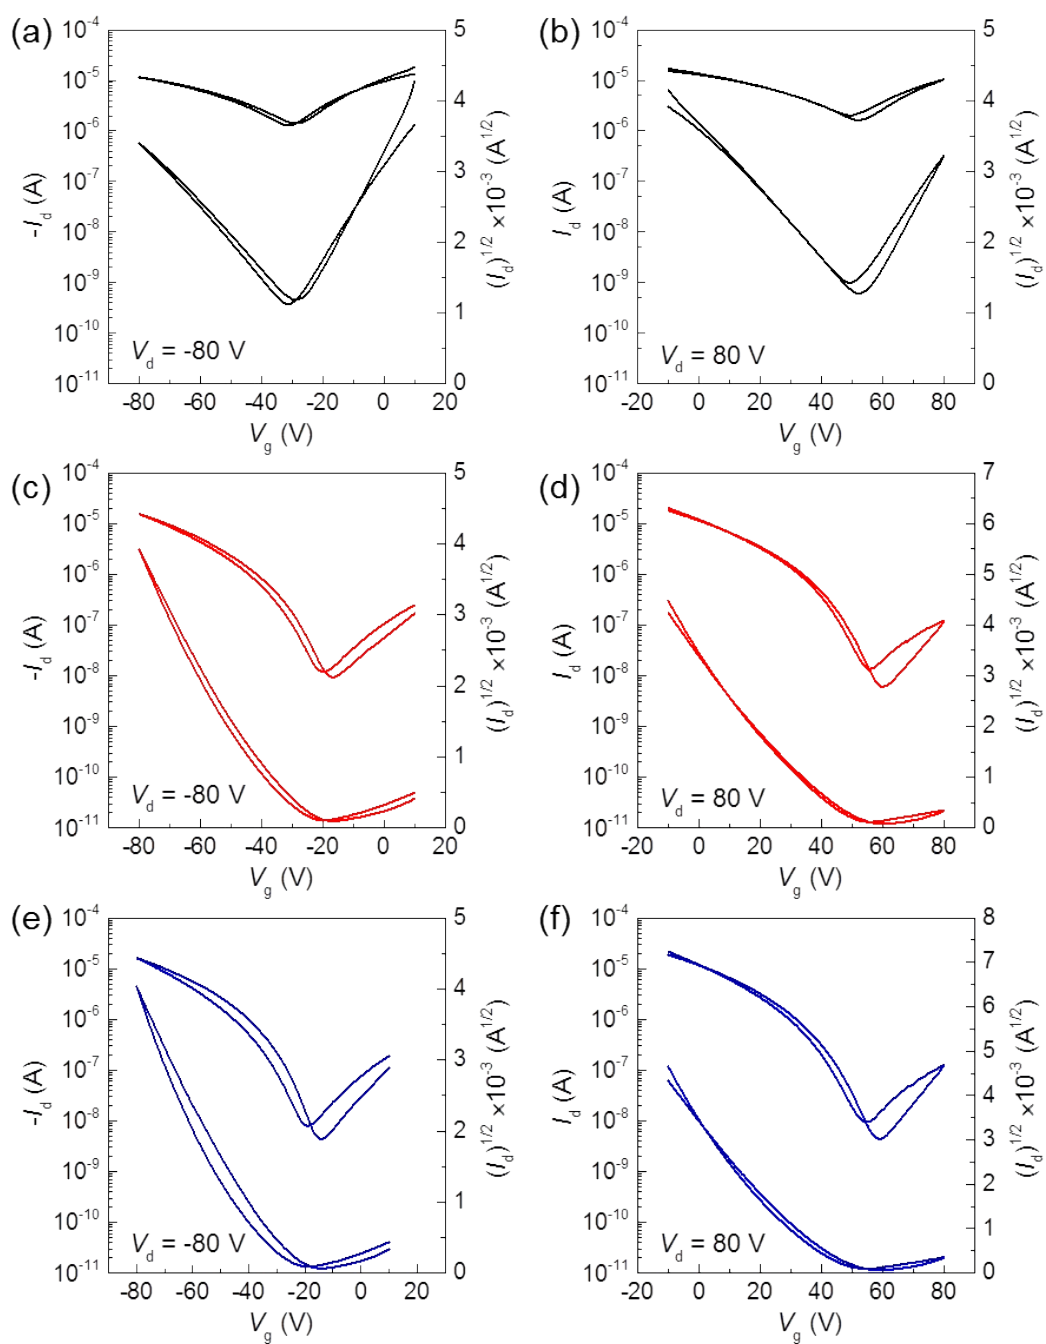 (a)
10⁻⁴
10⁻⁵
10⁻⁶
10⁻⁷
10⁻⁸
10⁻⁹
10⁻¹⁰
10⁻¹¹
-I_d (A)
5
4
3
2
1
0
(I_d)^1/2 ×10⁻³ (A^1/2)
V_d = -80 V
-80 -60 -40 -20 0 20
V_g (V)
(b)
10⁻⁴
10⁻⁵
10⁻⁶
10⁻⁷
10⁻⁸
10⁻⁹
10⁻¹⁰
10⁻¹¹
I_d (A)
5
4
3
2
1
0
(I_d)^1/2 ×10⁻³ (A^1/2)
V_d = 80 V
-20 0 20 40 60 80
V_g (V)
(c)
10⁻⁴
10⁻⁵
10⁻⁶
10⁻⁷
10⁻⁸
10⁻⁹
10⁻¹⁰
10⁻¹¹
-I_d (A)
5
4
3
2
1
0
(I_d)^1/2 ×10⁻³ (A^1/2)
V_d = -80 V
-80 -60 -40 -20 0 20
V_g (V)
(d)
10⁻⁴
10⁻⁵
10⁻⁶
10⁻⁷
10⁻⁸
10⁻⁹
10⁻¹⁰
10⁻¹¹
I_d (A)
7
6
5
4
3
2
1
0
(I_d)^1/2 ×10⁻³ (A^1/2)
V_d = 80 V
-20 0 20 40 60 80
V_g (V)
(e)
10⁻⁴
10⁻⁵
10⁻⁶
10⁻⁷
10⁻⁸
10⁻⁹
10⁻¹⁰
10⁻¹¹
-I_d (A)
5
4
3
2
1
0
(I_d)^1/2 ×10⁻³ (A^1/2)
V_d = -80 V
-80 -60 -40 -20 0 20
V_g (V)
(f)
10⁻⁴
10⁻⁵
10⁻⁶
10⁻⁷
10⁻⁸
10⁻⁹
10⁻¹⁰
10⁻¹¹
I_d (A)
8
7
6
5
4
3
2
1
0
(I_d)^1/2 ×10⁻³ (A^1/2)
V_d = 80 V
-20 0 20 40 60 80
V_g (V)